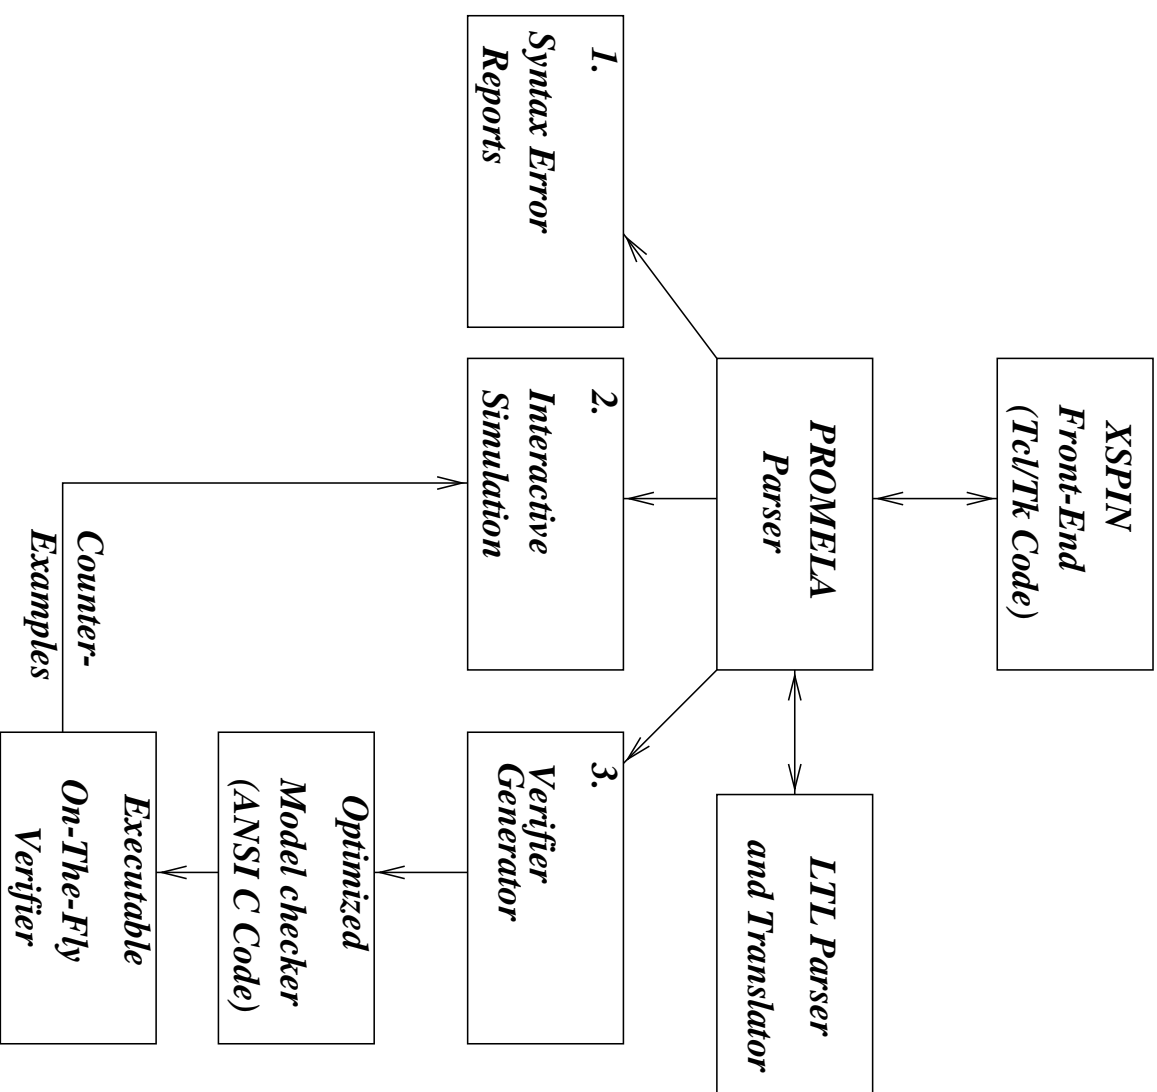 XSPIN
Front-End
(Tcl/Tk Code)
PROMELA
Parser
LTL Parser
and Translator
1.
Syntax Error
Reports
2.
Interactive
Simulation
3.
Verifier
Generator
Optimized
Model checker
(ANSI C Code)
Executable
On-The-Fly
Verifier
Counter-
Examples